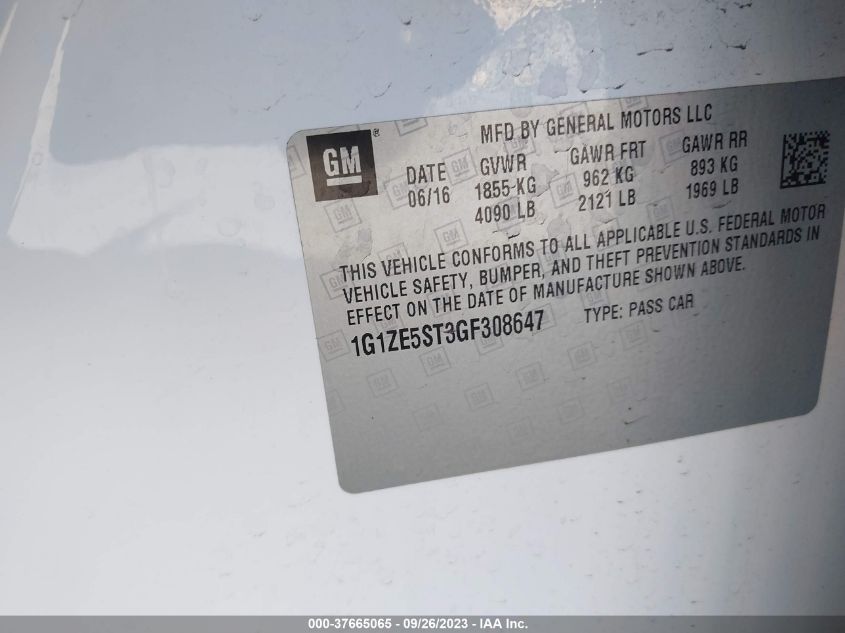 MFD BY GENERAL MOTORS LLC
GM®
DATE GVWR GAWR FRT GAWR RR
06/16 1855 KG 962 KG 893 KG
4090 LB 2121 LB 1969 LB
THIS VEHICLE CONFORMS TO ALL APPLICABLE U.S. FEDERAL MOTOR
VEHICLE SAFETY, BUMPER, AND THEFT PREVENTION STANDARDS IN
EFFECT ON THE DATE OF MANUFACTURE SHOWN ABOVE.
1G1ZE5ST3GF308647 TYPE: PASS CAR
000-37665065 - 09/26/2023 - IAA Inc.